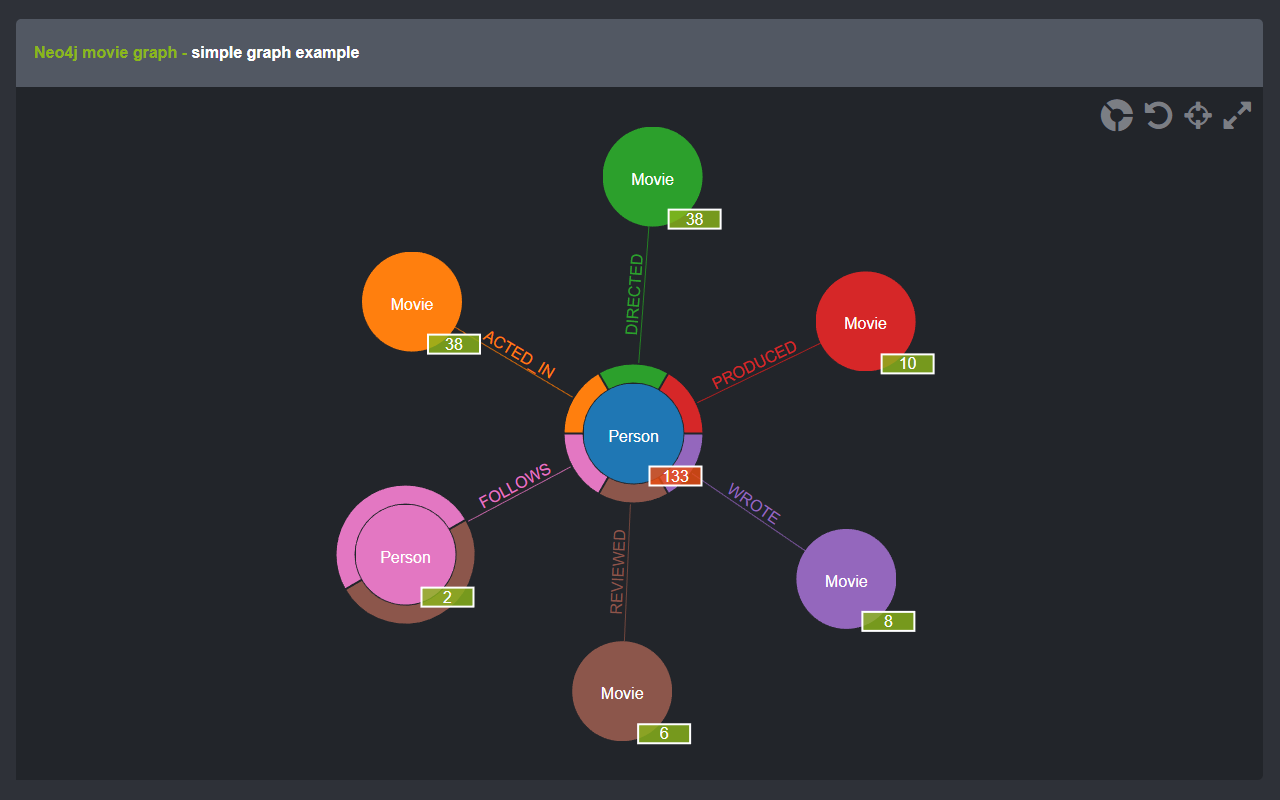 Neo4j movie graph - simple graph example
Movie
38
DIRECTED
Movie
38
ACTED_IN
Movie
10
PRODUCED
Person
133
FOLLOWS
Person
2
WROTE
Movie
8
REVIEWED
Movie
6